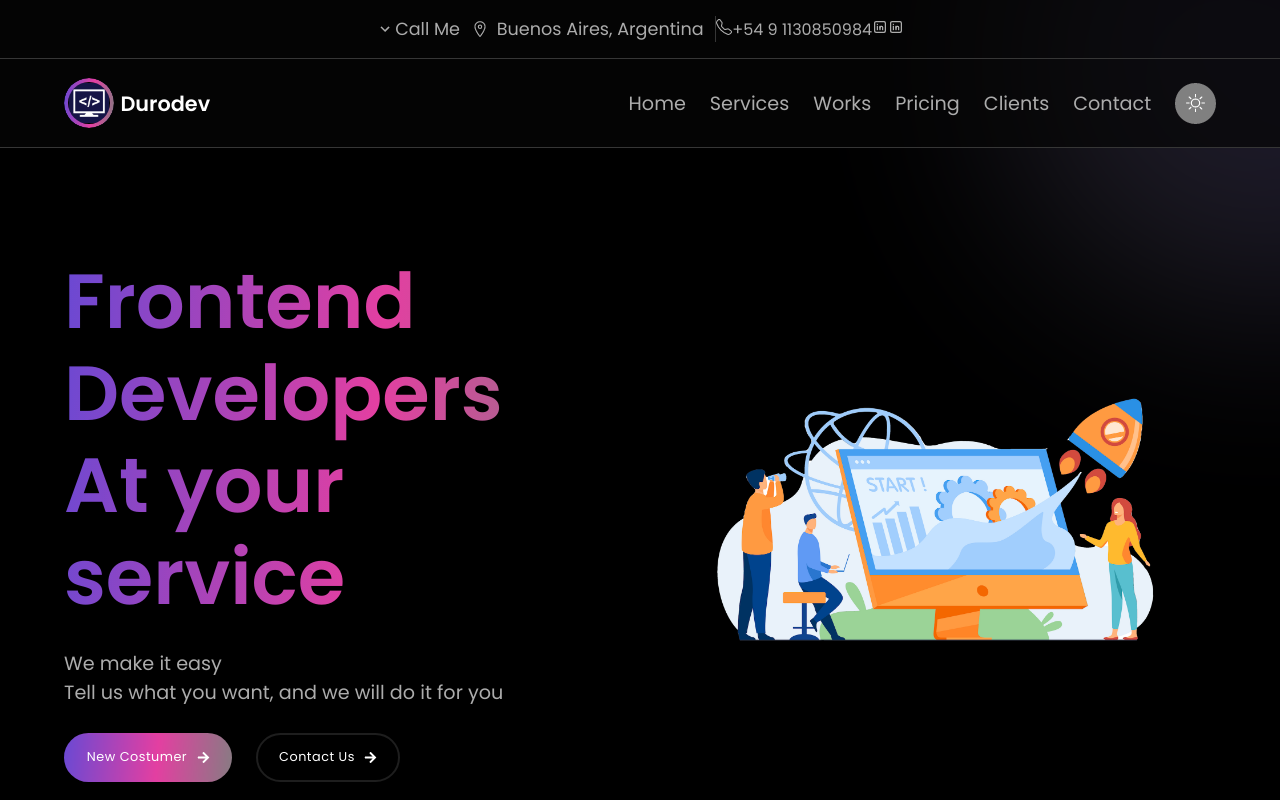 Call Me Buenos Aires, Argentina +54 9 1130850984
Durodev
Home Services Works Pricing Clients Contact
Frontend
Developers
At your
service
START !
We make it easy
Tell us what you want, and we will do it for you
New Costumer Contact Us